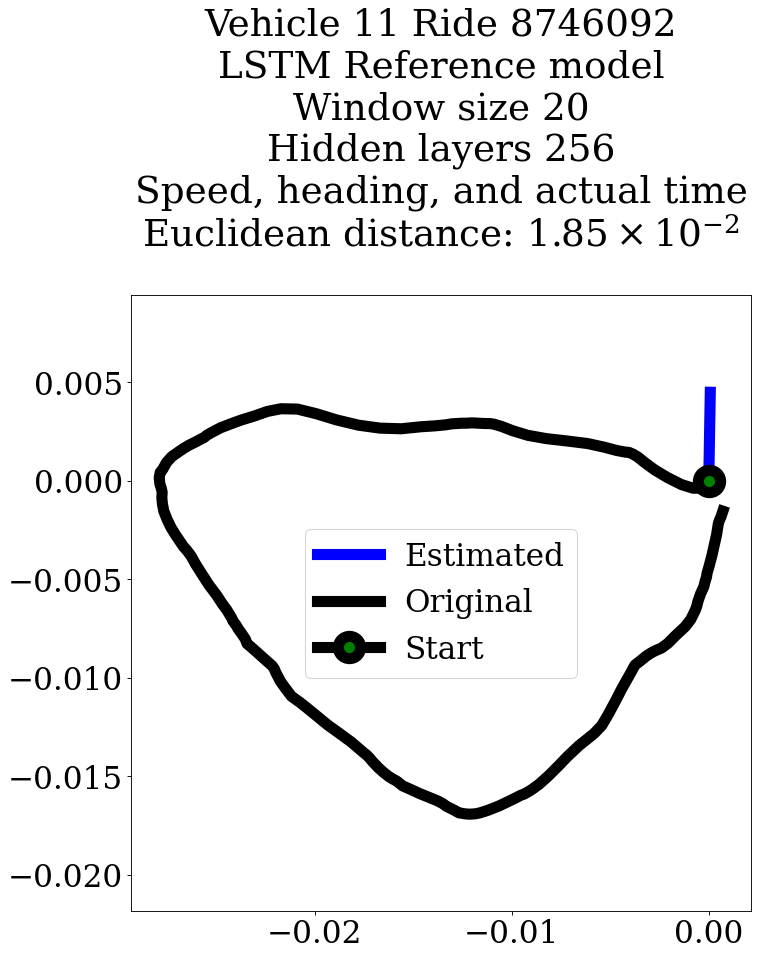 Vehicle 11 Ride 8746092
LSTM Reference model
Window size 20
Hidden layers 256
Speed, heading, and actual time
Euclidean distance: 1.85 × 10⁻²
0.005
0.000
−0.005
−0.010
−0.015
−0.020
Estimated
Original
Start
−0.02 −0.01 0.00